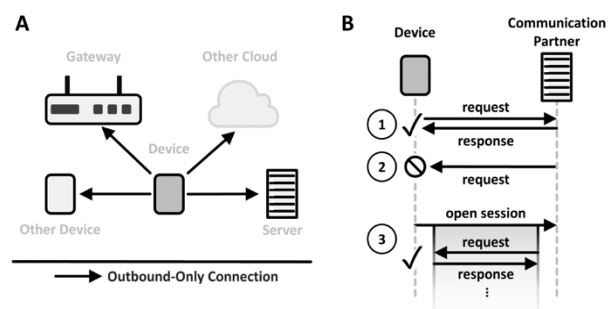 A
Gateway
Other Cloud
Device
Other Device
Server
Outbound-Only Connection
B
Device
Communication
Partner
1
request
response
2
request
open session
3
request
response
⋮